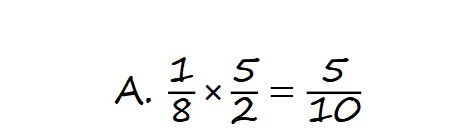 A. 1/8 × 5/2 = 5/10